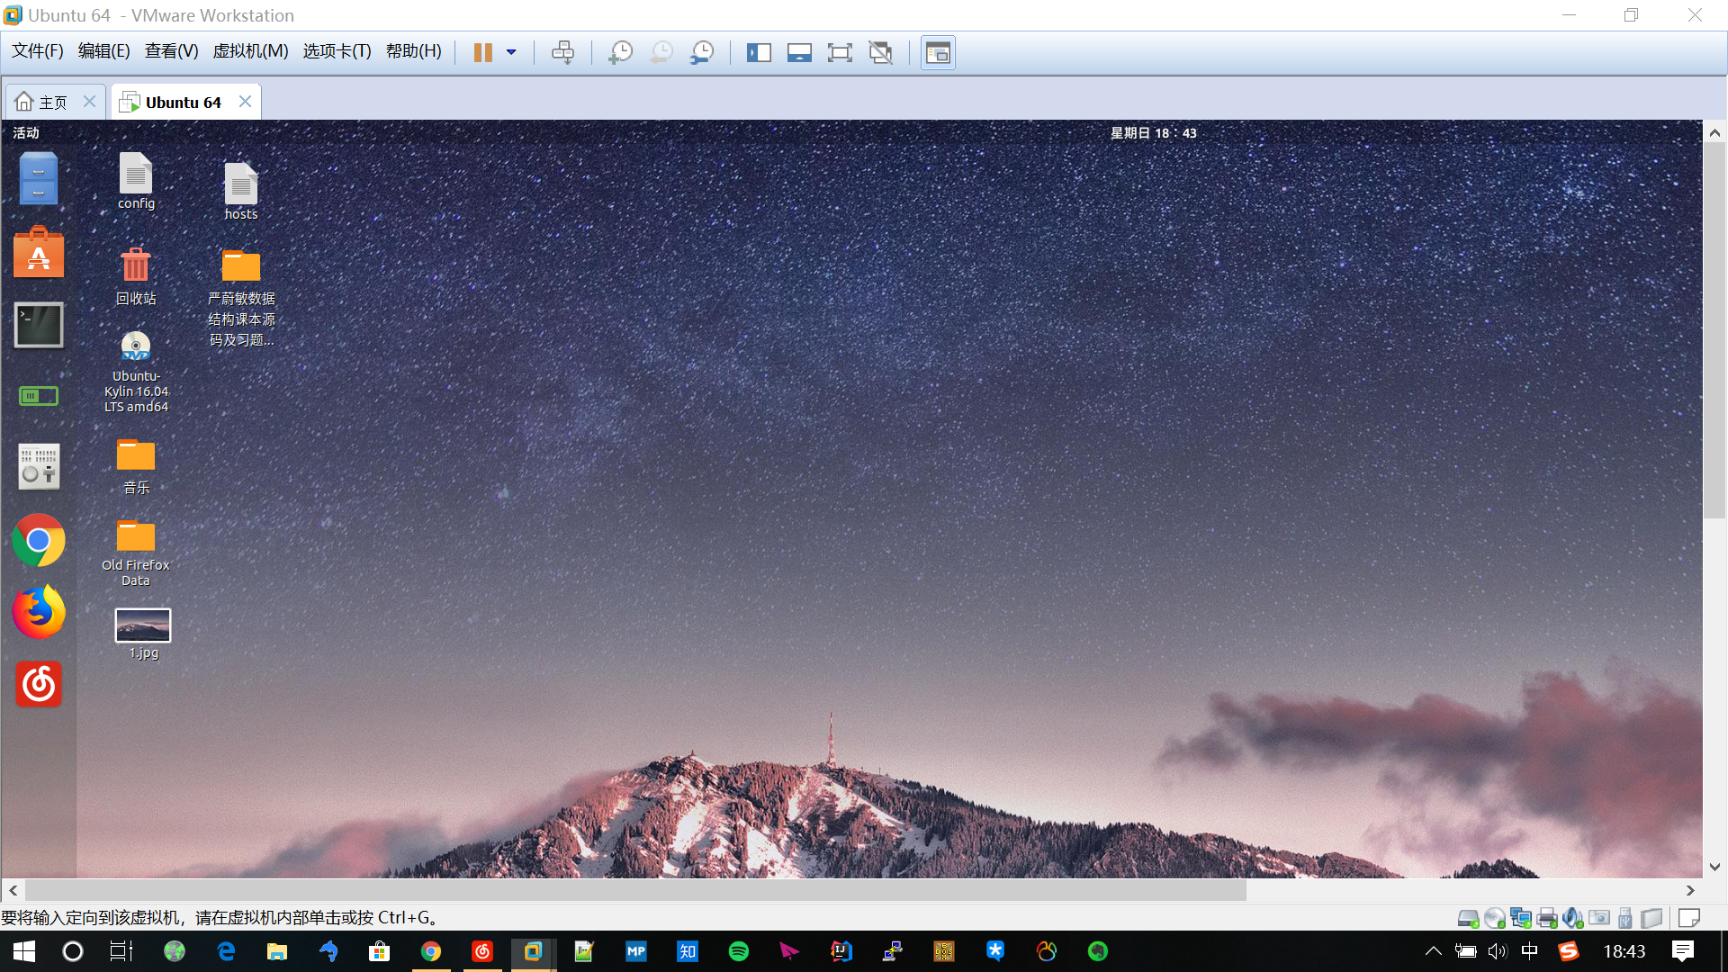 Ubuntu 64 - VMware Workstation
文件(F) 编辑(E) 查看(V) 虚拟机(M) 选项卡(T) 帮助(H)
主页
Ubuntu 64
活动
星期日 18：43
config
hosts
回收站
严蔚敏数据
结构课本源
码及习题...
Ubuntu-
Kylin 16.04
LTS amd64
音乐
Old Firefox
Data
1.jpg
要将输入定向到该虚拟机，请在虚拟机内部单击或按 Ctrl+G。
MP
知
中
18:43